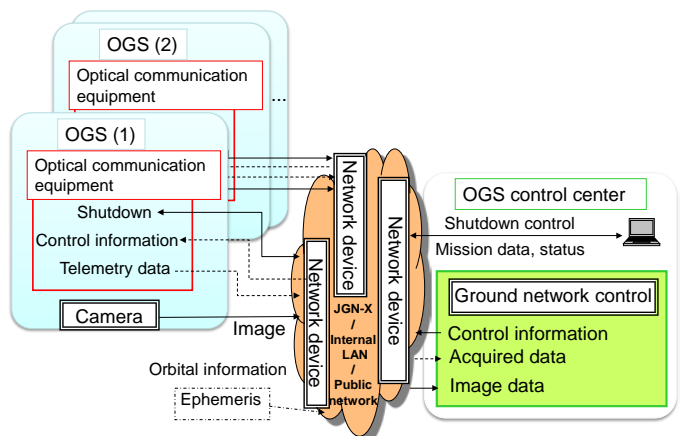 OGS (2)
Optical communication
equipment
...
OGS (1)
Optical communication
equipment
Shutdown
Control information
Telemetry data
Camera
Image
Orbital information
Ephemeris
Network device
Network device
Network device
JGN-X
/
Internal
LAN
/
Public
network
OGS control center
Shutdown control
Mission data, status
Ground network control
Control information
Acquired data
Image data